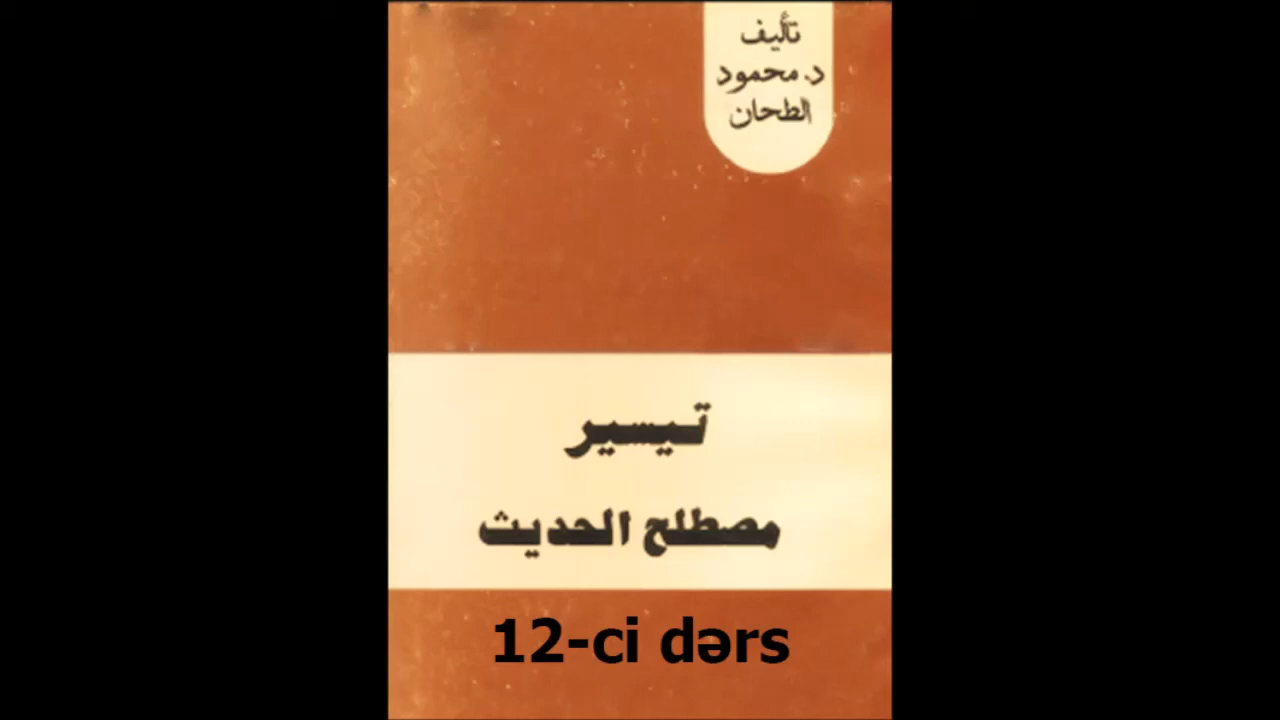 تأليف
د. محمود
الطحان
تيسير
مصطلح الحديث
12-ci dərs